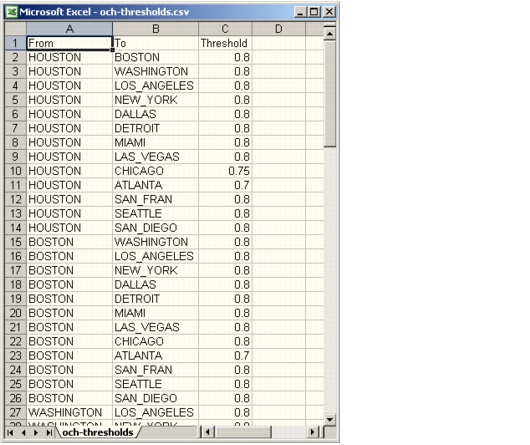 Microsoft Excel - och-thresholds.csv
A B C D
1 From To Threshold
2 HOUSTON BOSTON 0.8
3 HOUSTON WASHINGTON 0.8
4 HOUSTON LOS_ANGELES 0.8
5 HOUSTON NEW_YORK 0.8
6 HOUSTON DALLAS 0.8
7 HOUSTON DETROIT 0.8
8 HOUSTON MIAMI 0.8
9 HOUSTON LAS_VEGAS 0.8
10 HOUSTON CHICAGO 0.75
11 HOUSTON ATLANTA 0.7
12 HOUSTON SAN_FRAN 0.8
13 HOUSTON SEATTLE 0.8
14 HOUSTON SAN_DIEGO 0.8
15 BOSTON WASHINGTON 0.8
16 BOSTON LOS_ANGELES 0.8
17 BOSTON NEW_YORK 0.8
18 BOSTON DALLAS 0.8
19 BOSTON DETROIT 0.8
20 BOSTON MIAMI 0.8
21 BOSTON LAS_VEGAS 0.8
22 BOSTON CHICAGO 0.8
23 BOSTON ATLANTA 0.7
24 BOSTON SAN_FRAN 0.8
25 BOSTON SEATTLE 0.8
26 BOSTON SAN_DIEGO 0.8
27 WASHINGTON LOS_ANGELES 0.8
28 WASHINGTON NEW_YORK 0.8
och-thresholds